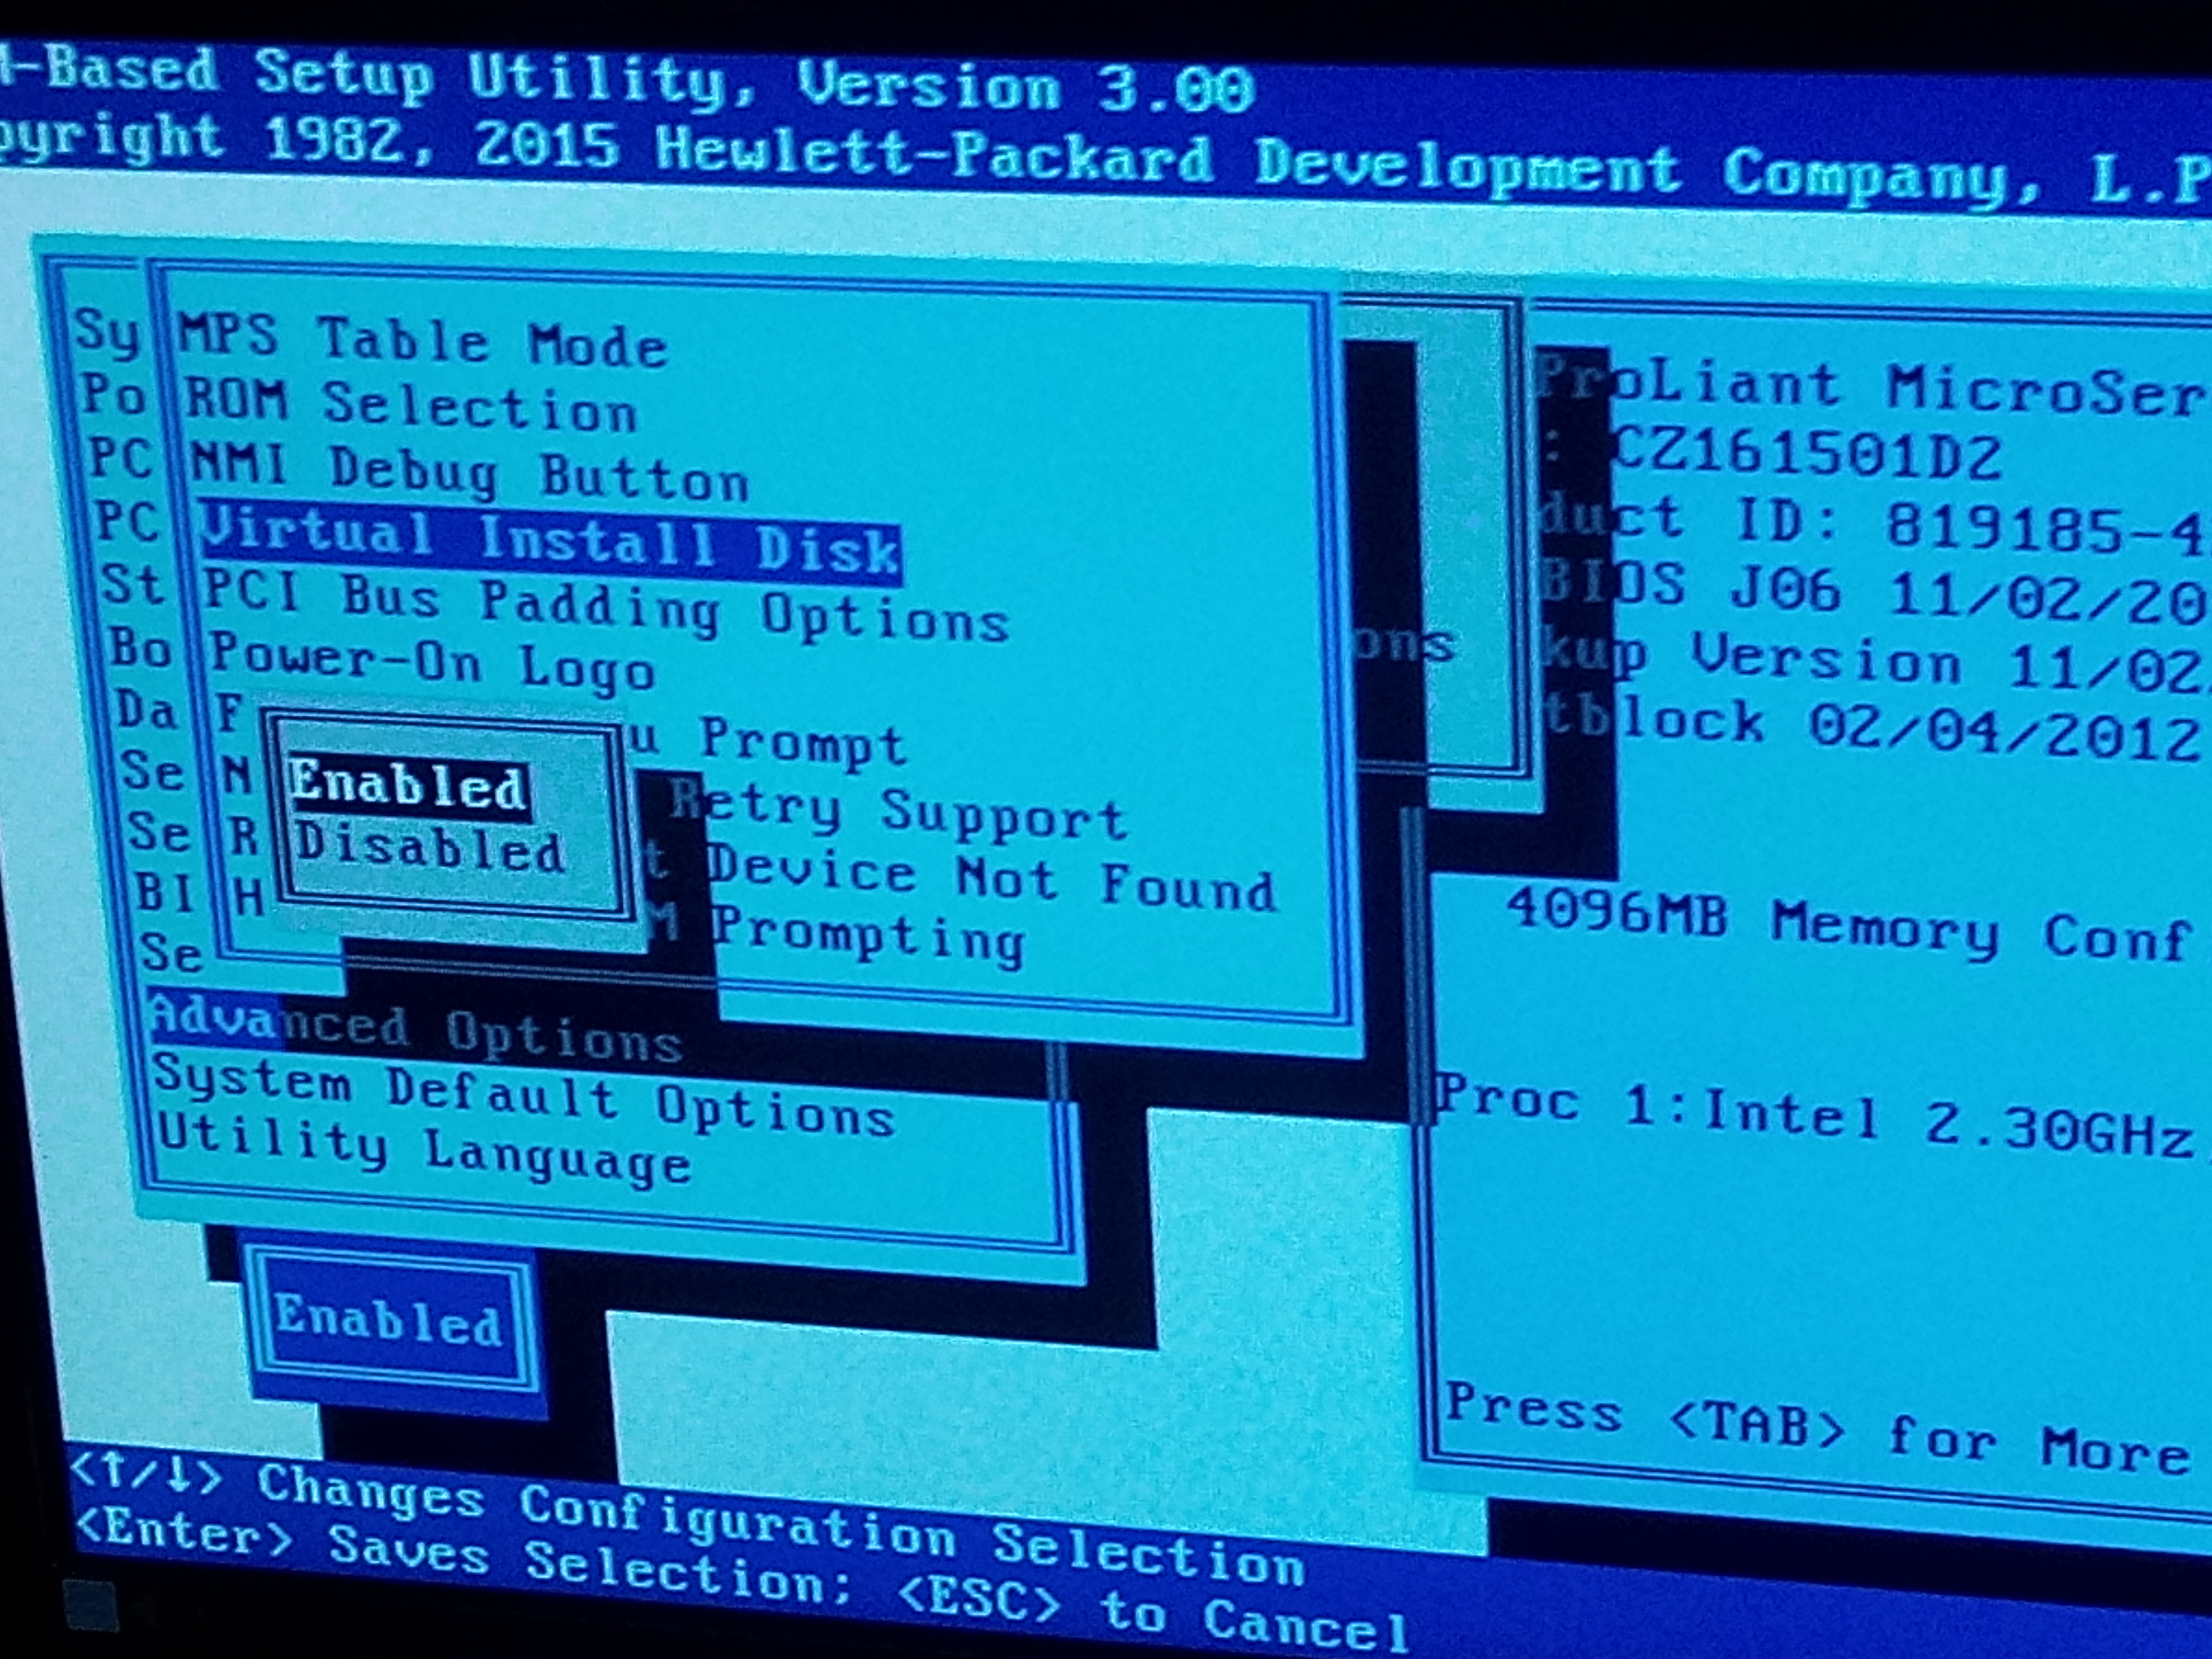 -Based Setup Utility, Version 3.00
pyright 1982, 2015 Hewlett-Packard Development Company, L.P
Sy
Po
PC
PC
St
Bo
Da
Se
Se
BI
Se
Advanced Options
System Default Options
Utility Language
MPS Table Mode
ROM Selection
NMI Debug Button
Virtual Install Disk
PCI Bus Padding Options
Power-On Logo
F u Prompt
N Retry Support
R t Device Not Found
H M Prompting
Enabled
Disabled
ons
ProLiant MicroSer
: CZ161501D2
duct ID: 819185-4
BIOS J06 11/02/20
kup Version 11/02
tblock 02/04/2012
4096MB Memory Conf
Proc 1:Intel 2.30GHz
Press <TAB> for More
Enabled
<↑/↓> Changes Configuration Selection
<Enter> Saves Selection; <ESC> to Cancel